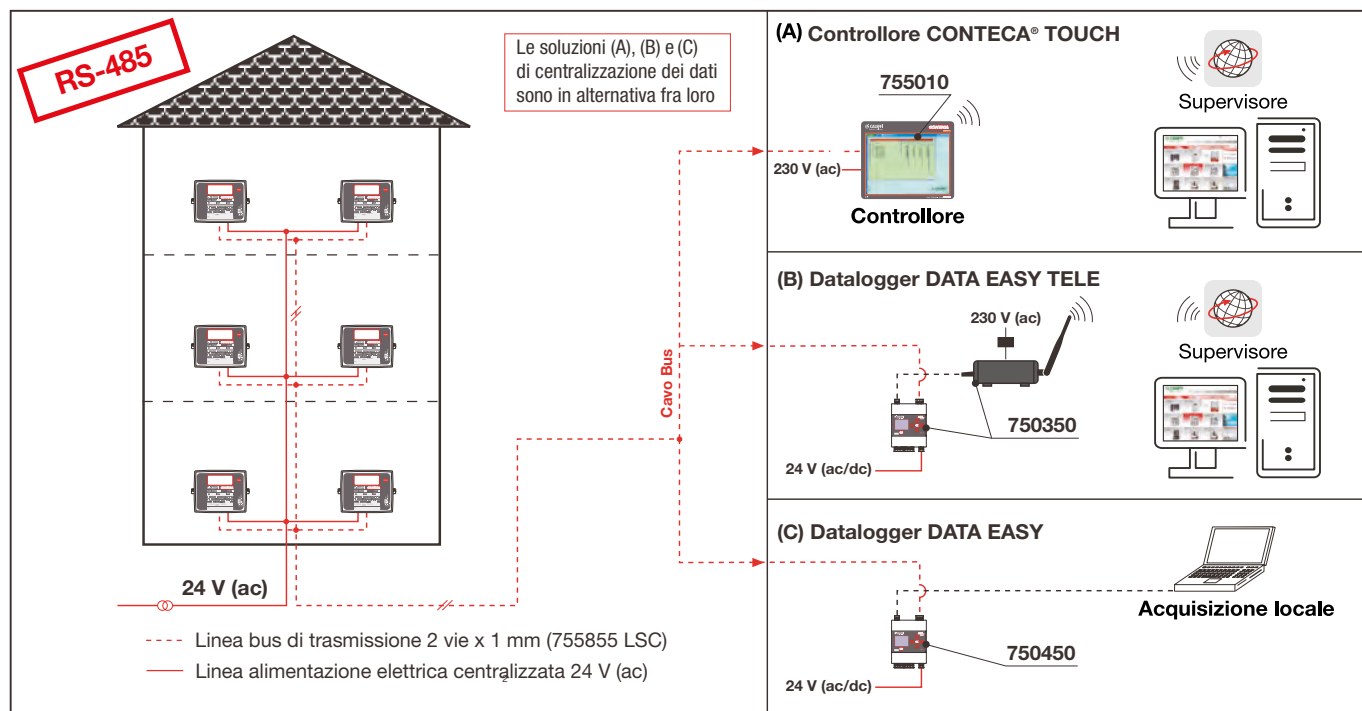 RS-485
Le soluzioni (A), (B) e (C)
di centralizzazione dei dati
sono in alternativa fra loro
24 V (ac)
Linea bus di trasmissione 2 vie x 1 mm (755855 LSC)
Linea alimentazione elettrica centralizzata 24 V (ac)
2
Cavo Bus
(A) Controllore CONTECA® TOUCH
755010
230 V (ac)
Controllore
Supervisore
(B) Datalogger DATA EASY TELE
230 V (ac)
750350
24 V (ac/dc)
Supervisore
(C) Datalogger DATA EASY
750450
24 V (ac/dc)
Acquisizione locale